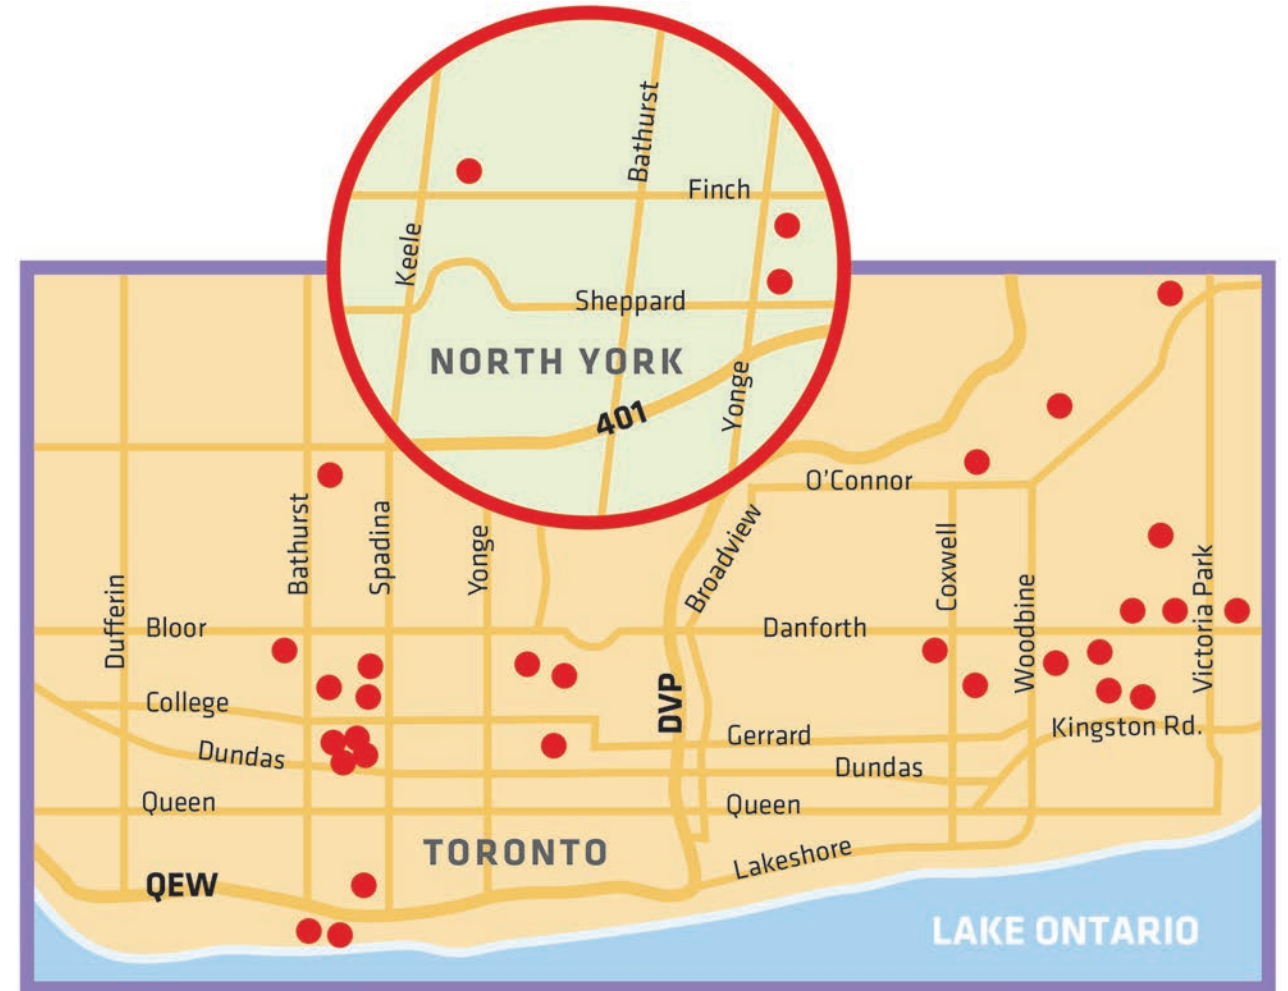 Bathurst
Finch
Keele
Sheppard
NORTH YORK
401
Yonge
O'Connor
Bathurst
Spadina
Yonge
Broadview
Coxwell
Dufferin
Bloor
Danforth
Woodbine
Victoria Park
College
DVP
Gerrard
Kingston Rd.
Dundas
Dundas
Queen
Queen
TORONTO
Lakeshore
QEW
LAKE ONTARIO